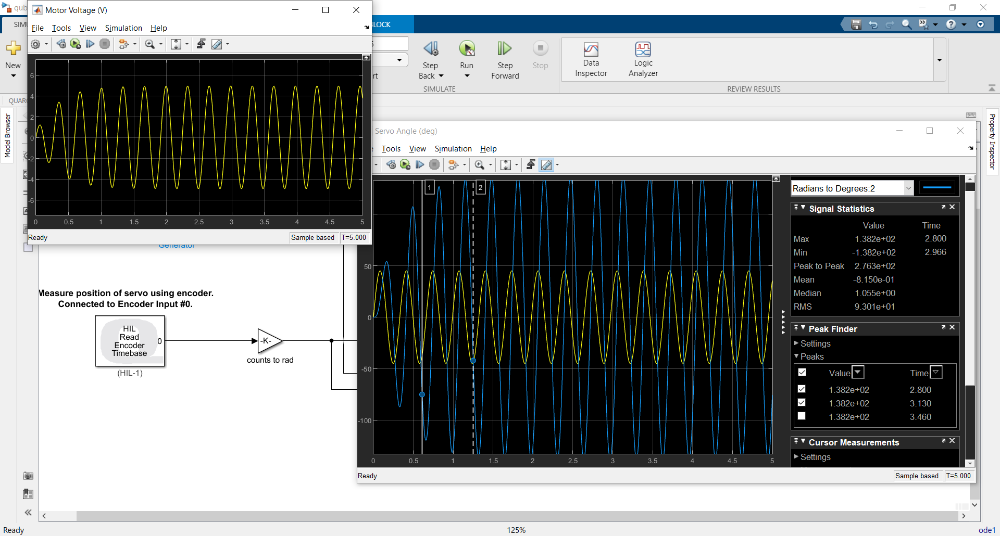 qub
Motor Voltage (V)
File Tools View Simulation Help
6
4
2
0
-2
-4
-6
0 0.5 1 1.5 2 2.5 3 3.5 4 4.5 5
Ready
Sample based
T=5.000
SIMU
LOCK
New
QUARC
Model Browser
Property Inspector
5
rt
Step Back
Run
Step Forward
Stop
SIMULATE
Data Inspector
Logic Analyzer
REVIEW RESULTS
Generator
Measure position of servo using encoder.
Connected to Encoder Input #0.
HIL
Read
Encoder
Timebase
0
(HIL-1)
-K-
counts to rad
Servo Angle (deg)
Tools View Simulation Help
1
2
50
0
-50
-100
0 0.5 1 1.5 2 2.5 3 3.5 4 4.5 5
Radians to Degrees:2
Signal Statistics
Value Time
Max 1.382e+02 2.800
Min -1.382e+02 2.966
Peak to Peak 2.763e+02
Mean -8.150e-01
Median 1.055e+00
RMS 9.301e+01
Peak Finder
Settings
Peaks
Value Time
1.382e+02 2.800
1.382e+02 3.130
1.382e+02 3.460
Cursor Measurements
Settings
Ready
Sample based
T=5.000
Ready
125%
ode1